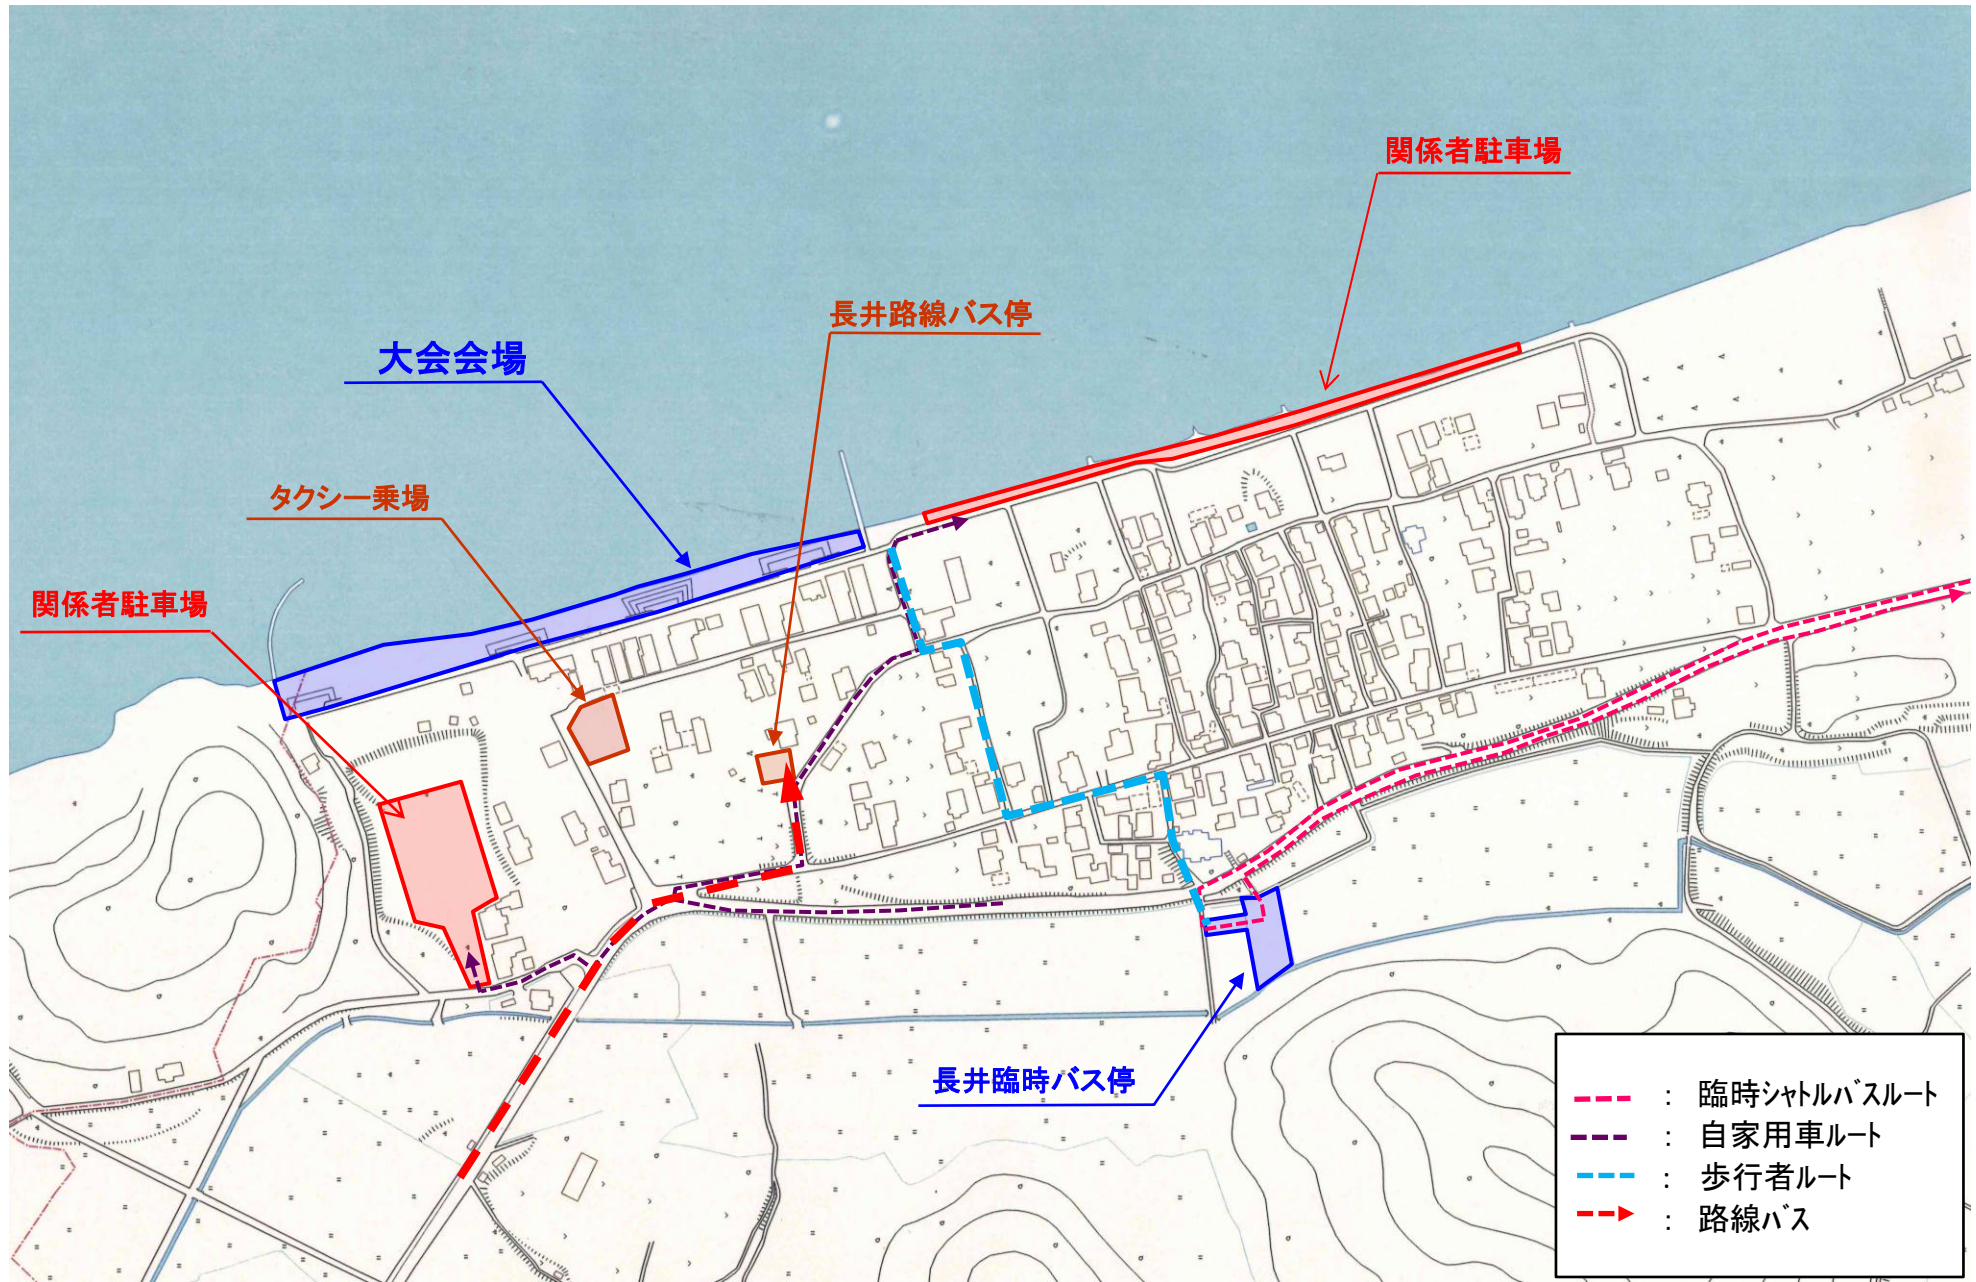 関係者駐車場
長井路線バス停
大会会場
タクシー乗場
関係者駐車場
長井臨時バス停
： 臨時シャトルバスルート
： 自家用車ルート
： 歩行者ルート
： 路線バス